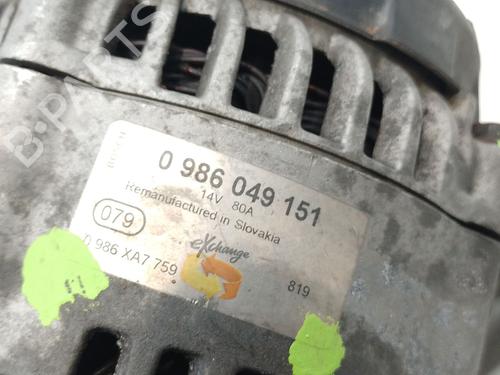 B-PARTS
BOSCH
0 986 049 151
14V 80A
Remanufactured in Slovakia
079
eXchange
0 986 XA7 759
819